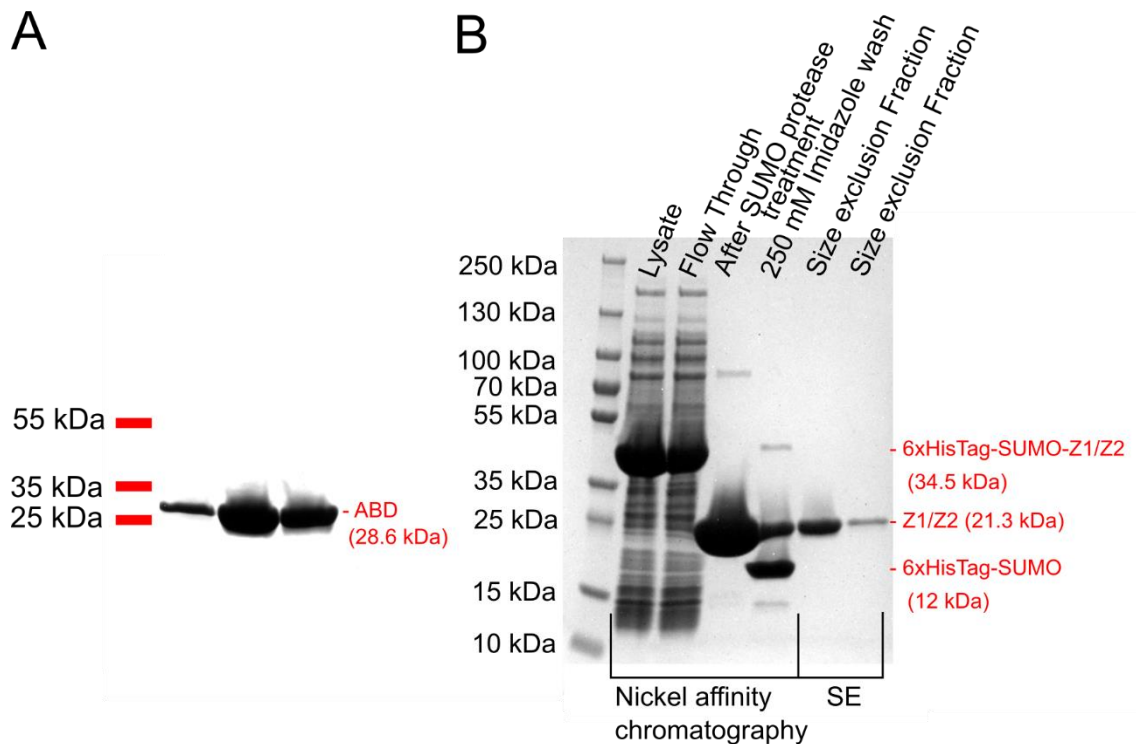 A
55 kDa
35 kDa
25 kDa
- ABD
(28.6 kDa)
B
Lysate
Flow Through
After SUMO protease
treatment
250 mM Imidazole wash
Size exclusion Fraction
Size exclusion Fraction
250 kDa
130 kDa
100 kDa
70 kDa
55 kDa
35 kDa
25 kDa
15 kDa
10 kDa
- 6xHisTag-SUMO-Z1/Z2
(34.5 kDa)
- Z1/Z2 (21.3 kDa)
- 6xHisTag-SUMO
(12 kDa)
Nickel affinity
chromatography
SE